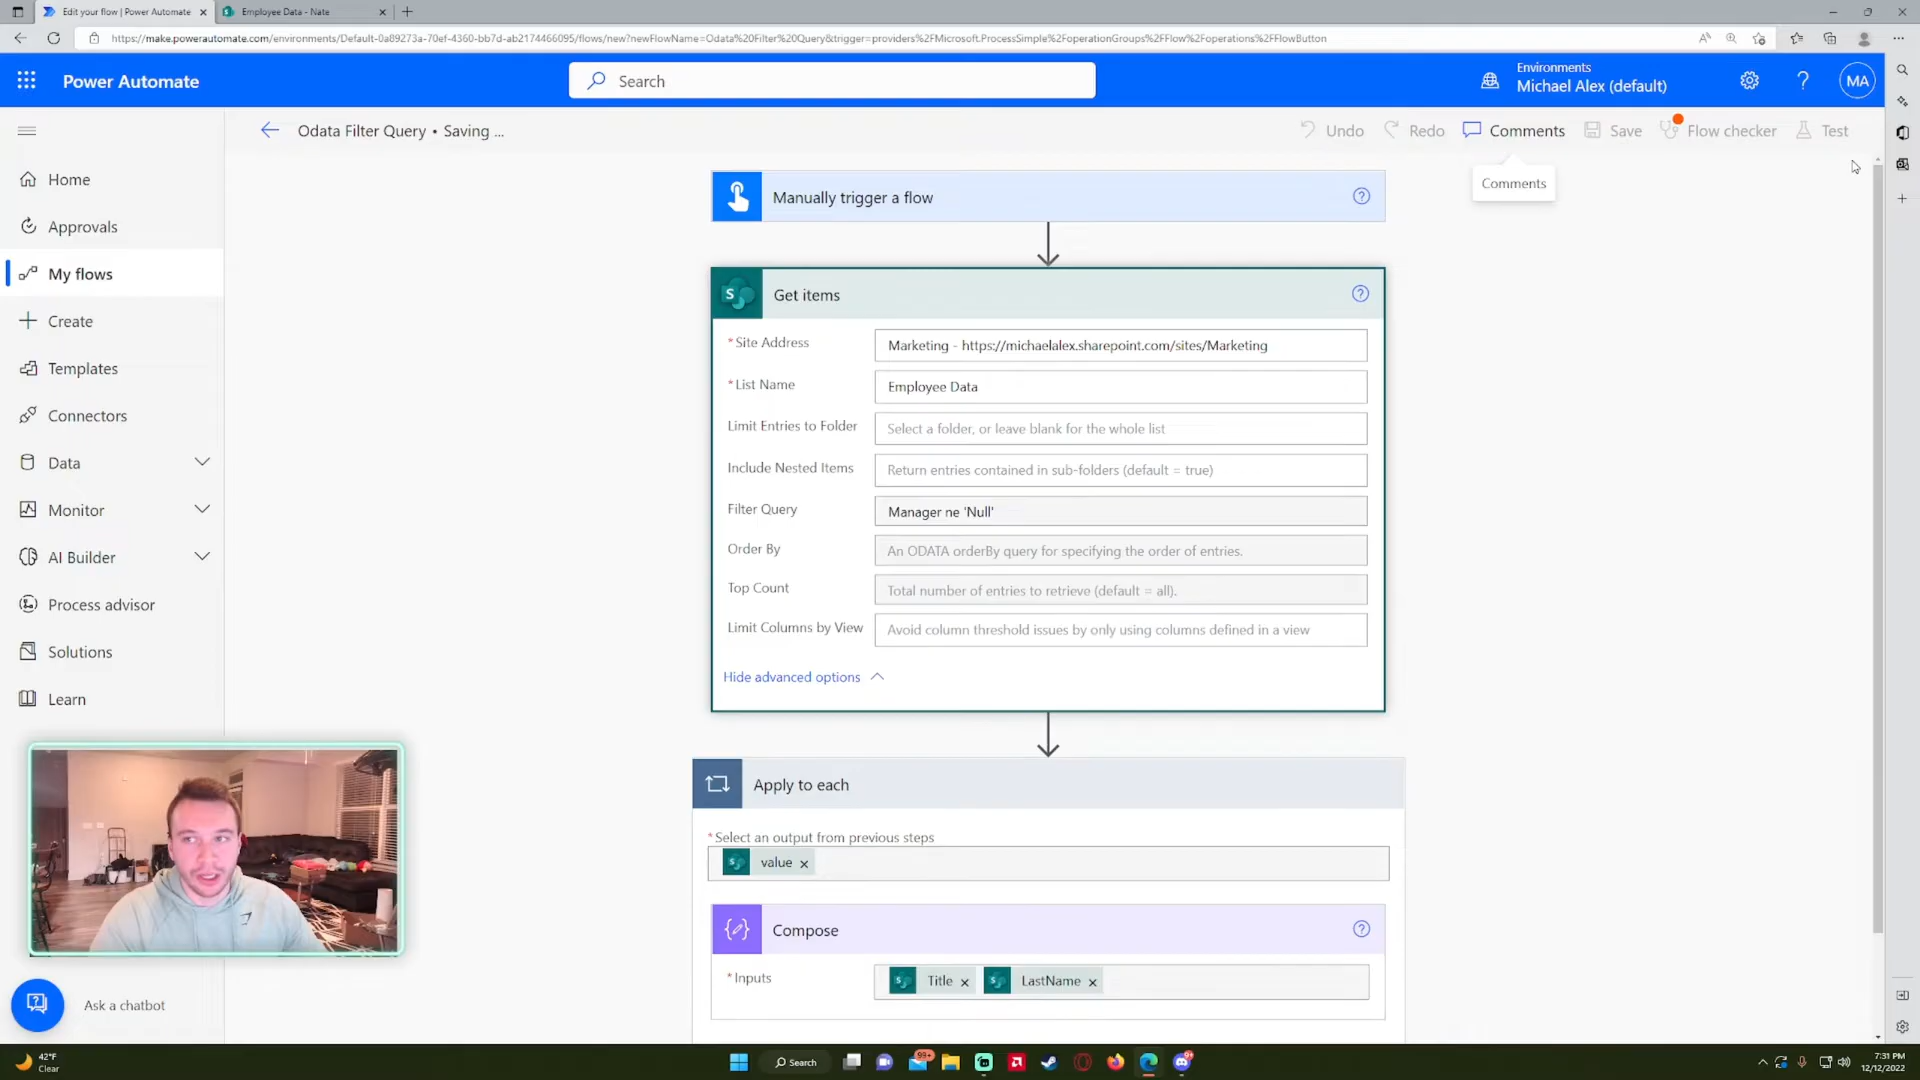 Edit your flow | Power Automate
Employee Data - Nate
https://make.powerautomate.com/environments/Default-0a89273a-70ef-4360-bb7d-ab2174466095/flows/new?newFlowName=Odata%20Filter%20Query&trigger=providers%2FMicrosoft.ProcessSimple%2FoperationGroups%2FFlow%2Foperations%2FFlowButton
Power Automate
Search
Environments
Michael Alex (default)
MA
Odata Filter Query • Saving ...
Undo
Redo
Comments
Save
Flow checker
Test
Comments
Home
Approvals
My flows
Create
Templates
Connectors
Data
Monitor
AI Builder
Process advisor
Solutions
Learn
Ask a chatbot
Manually trigger a flow
Get items
*Site Address
Marketing - https://michaelalex.sharepoint.com/sites/Marketing
*List Name
Employee Data
Limit Entries to Folder
Select a folder, or leave blank for the whole list
Include Nested Items
Return entries contained in sub-folders (default = true)
Filter Query
Manager ne 'Null'
Order By
An ODATA orderBy query for specifying the order of entries.
Top Count
Total number of entries to retrieve (default = all).
Limit Columns by View
Avoid column threshold issues by only using columns defined in a view
Hide advanced options
Apply to each
*Select an output from previous steps
value
Compose
*Inputs
Title
LastName
42°F
Clear
Search
99+
7:31 PM
12/12/2022